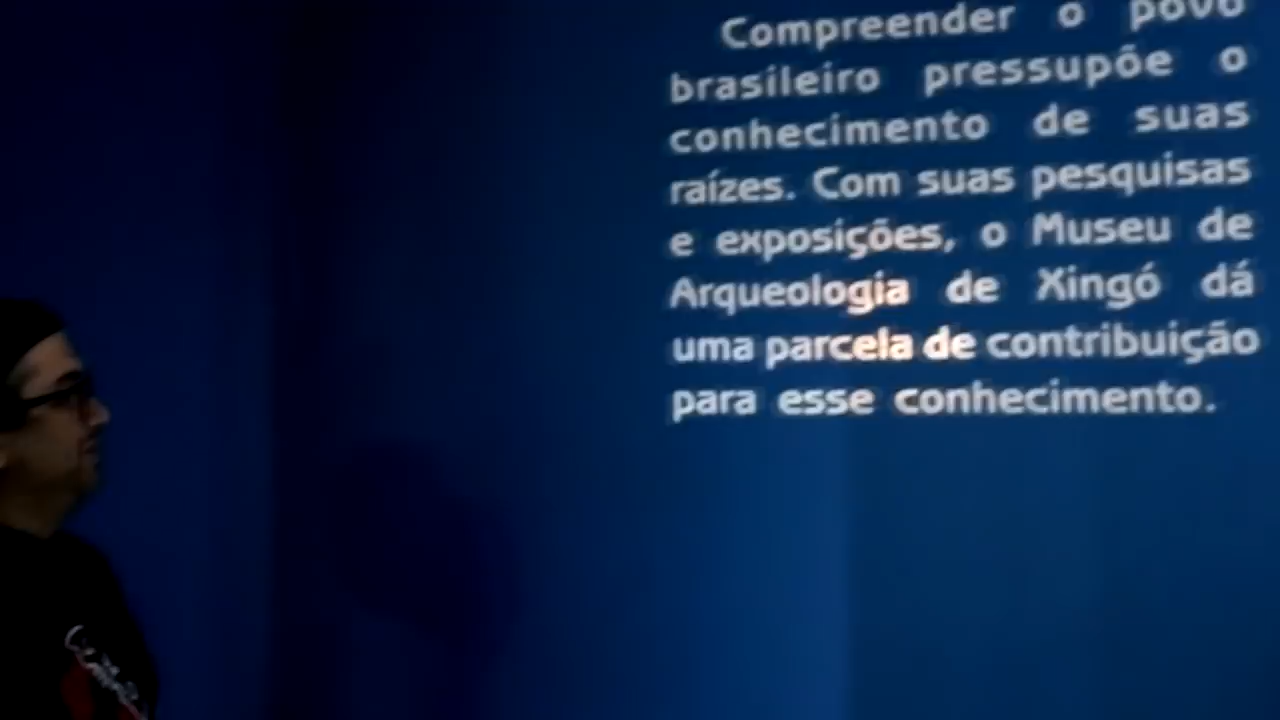 Compreender o povo
brasileiro pressupõe o
conhecimento de suas
raízes. Com suas pesquisas
e exposições, o Museu de
Arqueologia de Xingó dá
uma parcela de contribuição
para esse conhecimento.